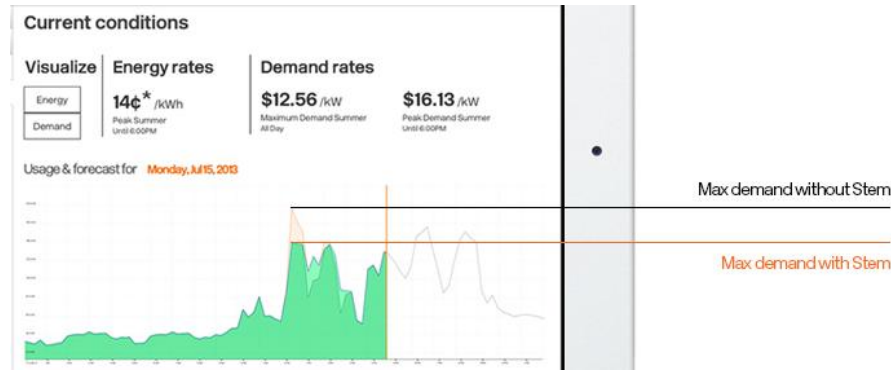 Current conditions
Visualize
Energy
Demand
Energy rates
14¢* /kWh
Peak Summer
Until 6:00PM
Demand rates
$12.56 /kW
Maximum Demand Summer
All Day
$16.13 /kW
Peak Demand Summer
Until 6:00PM
Usage & forecast for Monday, Jul 15, 2013
Max demand without Stem
Max demand with Stem